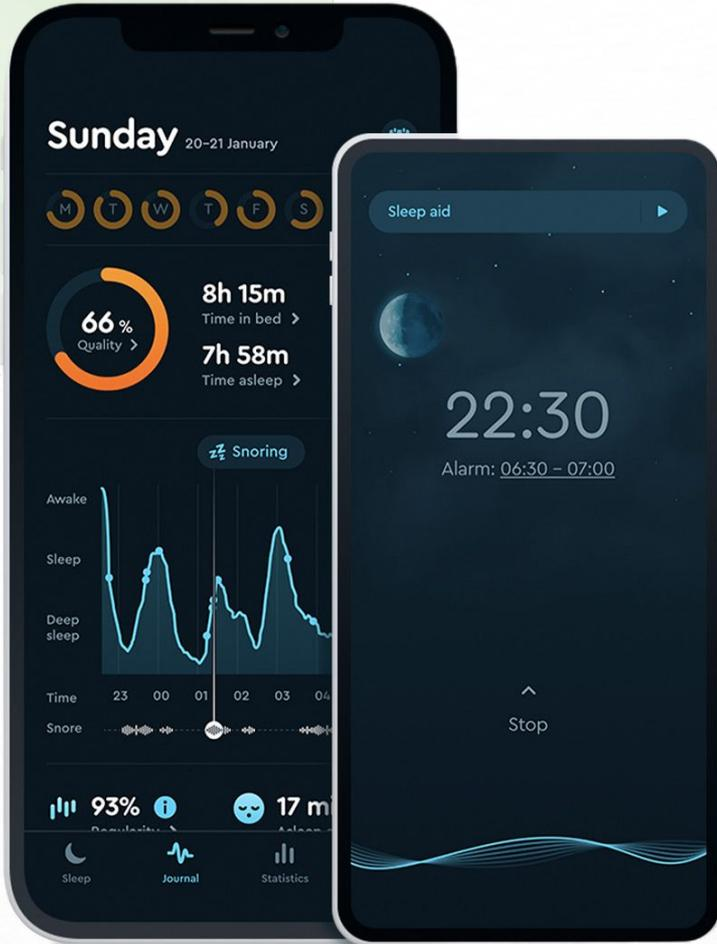 Sunday 20-21 January
M T W T F S
66 %
Quality
8h 15m
Time in bed
7h 58m
Time asleep
Snoring
Awake
Sleep
Deep
sleep
Time 23 00 01 02 03 04
Snore
93%
17
Regularity
Sleep
Journal
Statistics
Sleep aid
22:30
Alarm: 06:30 – 07:00
Stop